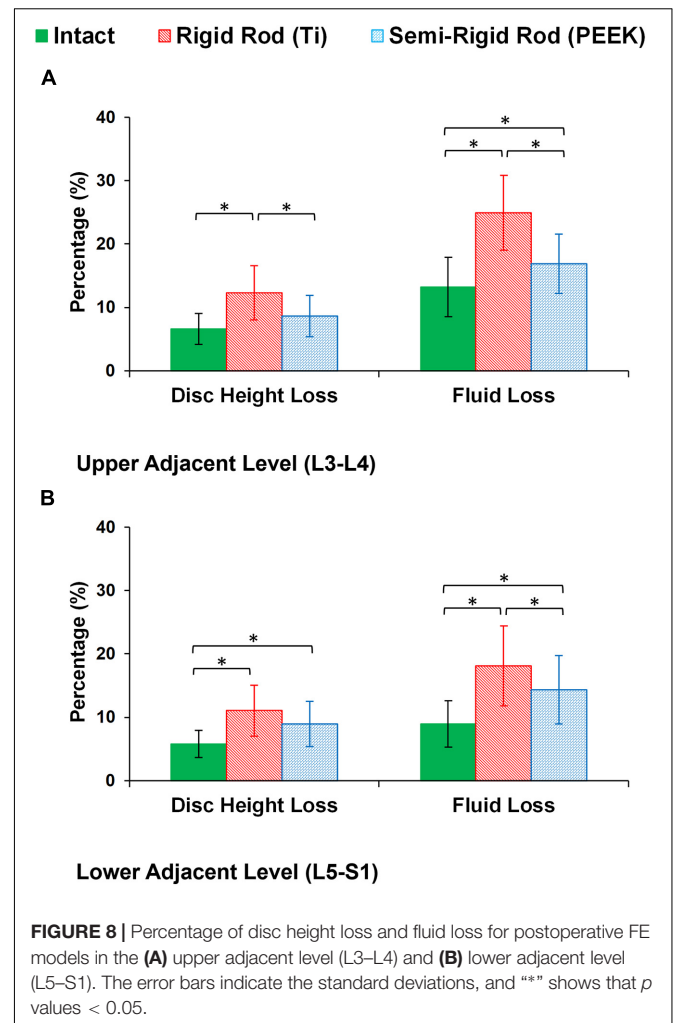 Intact Rigid Rod (Ti) Semi-Rigid Rod (PEEK)
A
Percentage (%)
40
30
20
10
0
* *
* * *
Disc Height Loss Fluid Loss
Upper Adjacent Level (L3-L4)
B
Percentage (%)
40
30
20
10
0
* *
* * *
Disc Height Loss Fluid Loss
Lower Adjacent Level (L5-S1)
FIGURE 8 | Percentage of disc height loss and fluid loss for postoperative FE
models in the (A) upper adjacent level (L3–L4) and (B) lower adjacent level
(L5–S1). The error bars indicate the standard deviations, and “*” shows that p
values < 0.05.